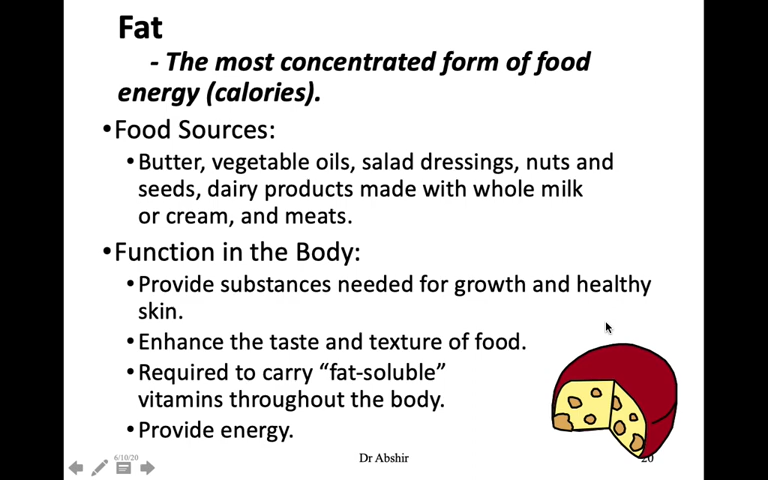 Fat
- The most concentrated form of food
energy (calories).
•Food Sources:
•Butter, vegetable oils, salad dressings, nuts and
seeds, dairy products made with whole milk
or cream, and meats.
•Function in the Body:
•Provide substances needed for growth and healthy
skin.
•Enhance the taste and texture of food.
•Required to carry “fat-soluble”
vitamins throughout the body.
•Provide energy.
6/10/20
Dr Abshir
20